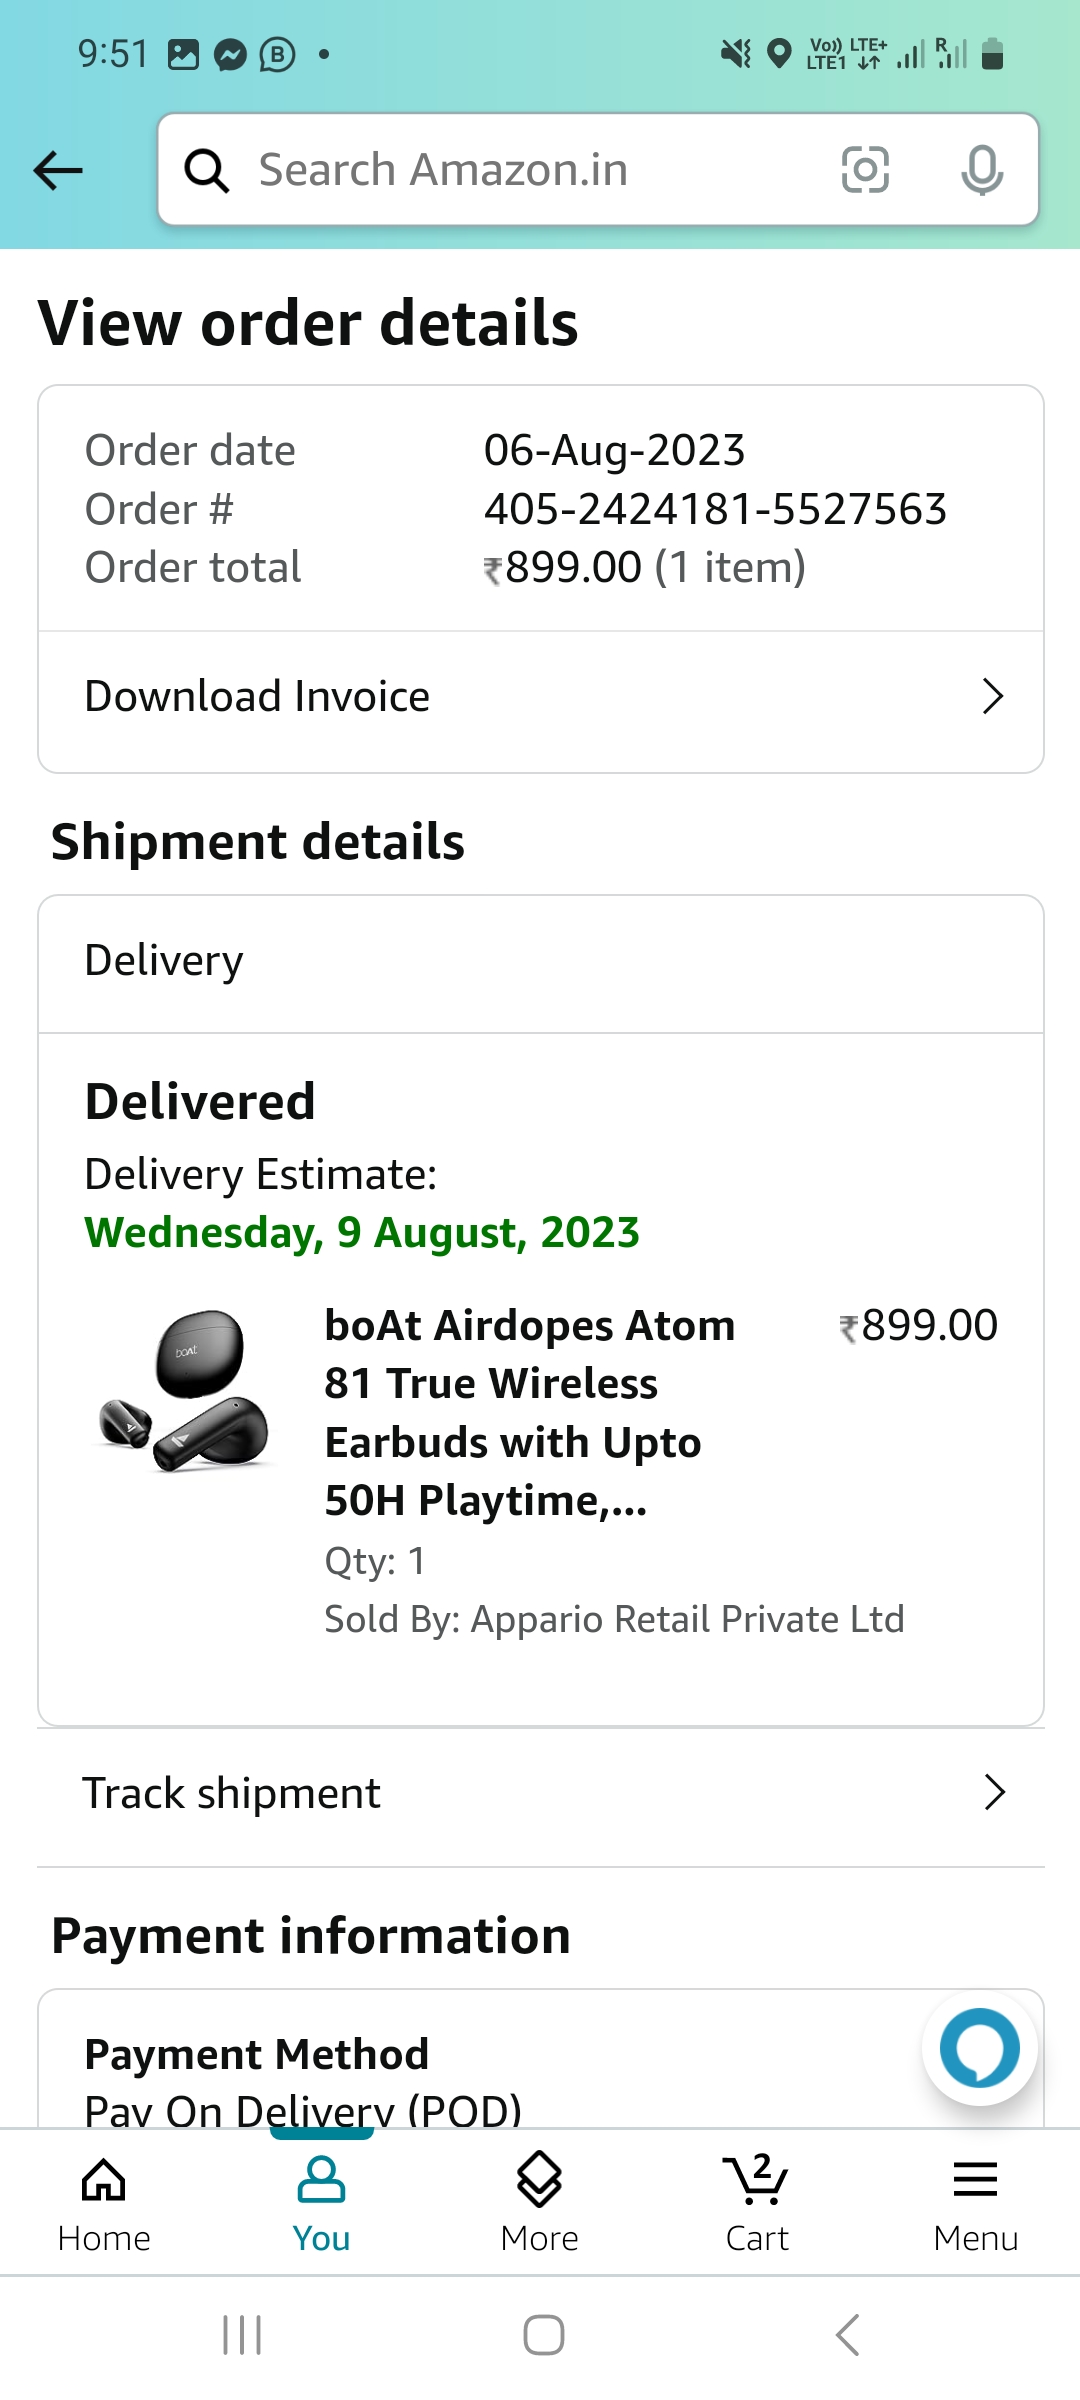 9:51
Vo)) LTE+
LTE1
R
Search Amazon.in
View order details
Order date 06-Aug-2023
Order # 405-2424181-5527563
Order total ₹899.00 (1 item)
Download Invoice
Shipment details
Delivery
Delivered
Delivery Estimate:
Wednesday, 9 August, 2023
boAt
boAt Airdopes Atom ₹899.00
81 True Wireless
Earbuds with Upto
50H Playtime,...
Qty: 1
Sold By: Appario Retail Private Ltd
Track shipment
Payment information
Payment Method
Pay On Delivery (POD)
2
Home You More Cart Menu